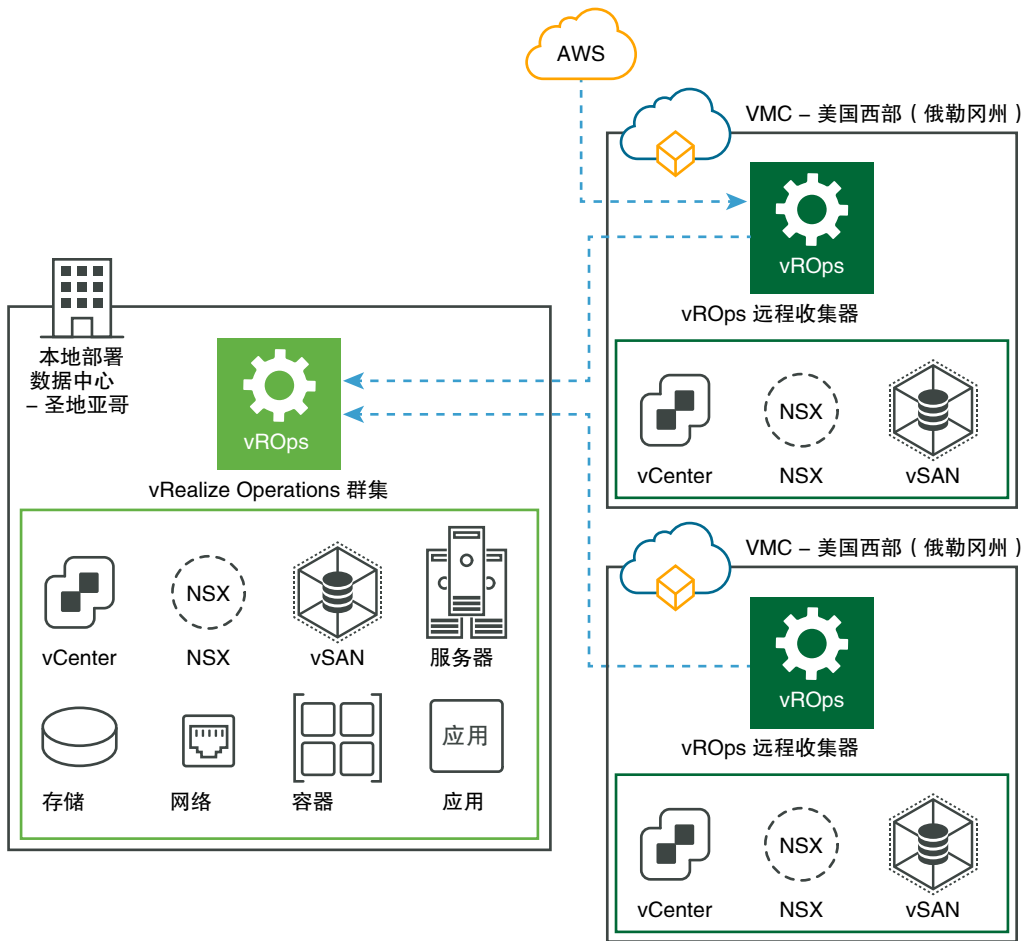 AWS
VMC – 美国西部（俄勒冈州）
vROps
vROps 远程收集器
vCenter
NSX
NSX
vSAN
本地部署
数据中心
– 圣地亚哥
vROps
vRealize Operations 群集
vCenter
NSX
NSX
vSAN
服务器
存储
网络
容器
应用
应用
VMC – 美国西部（俄勒冈州）
vROps
vROps 远程收集器
vCenter
NSX
NSX
vSAN